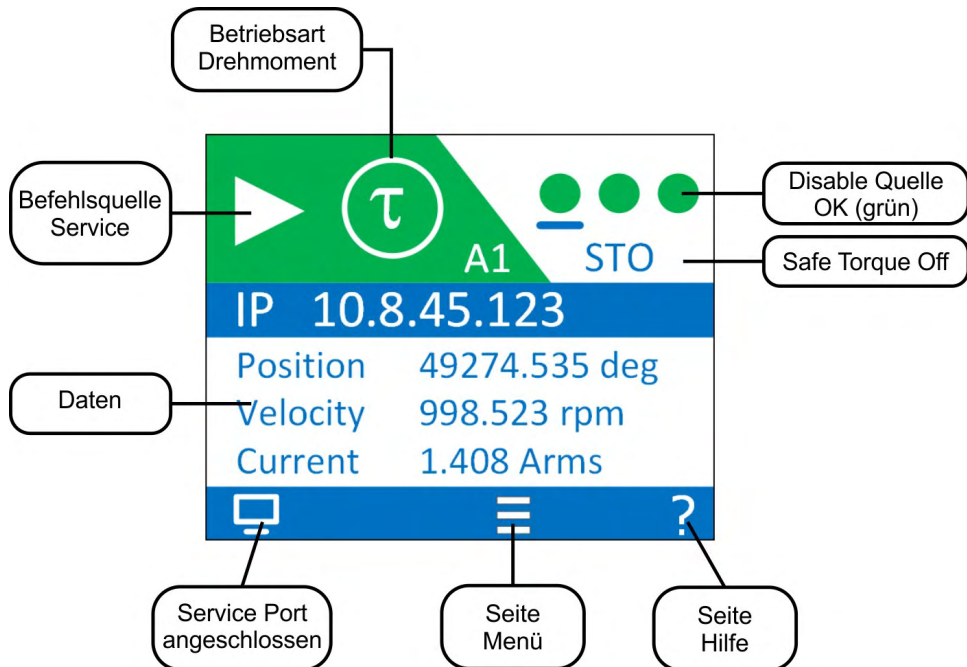 Betriebsart
Drehmoment
Befehlsquelle
Service
τ
A1
STO
Disable Quelle
OK (grün)
Safe Torque Off
IP 10.8.45.123
Position 49274.535 deg
Velocity 998.523 rpm
Current 1.408 Arms
Daten
?
Service Port
angeschlossen
Seite
Menü
Seite
Hilfe